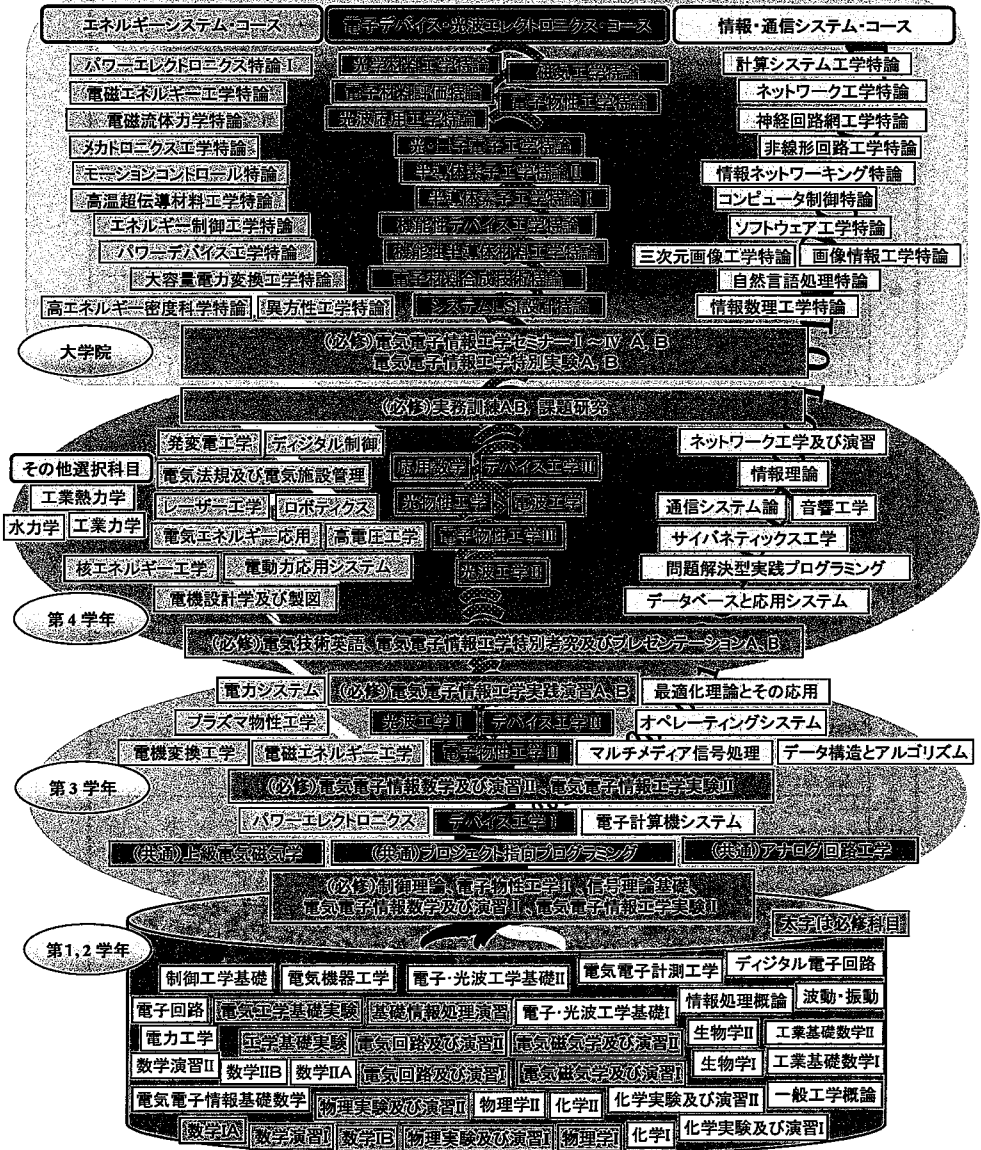 エネルギーシステム・コース
電子デバイス・光波エレクトロニクス・コース
情報・通信システム・コース
パワーエレクトロニクス特論Ⅰ
電磁エネルギー工学特論
電磁流体力学特論
メカトロニクス工学特論
モーションコントロール特論
高温超伝導材料工学特論
エネルギー制御工学特論
パワーデバイス工学特論
大容量電力変換工学特論
高エネルギー密度科学特論 異方性工学特論
電子材料評価特論
電子物性工学特論
光波応用工学特論
光・量子電子工学特論
機能性デバイス工学特論
システムLSI設計特論
計算システム工学特論
ネットワーク工学特論
神経回路網工学特論
非線形回路工学特論
情報ネットワーキング特論
コンピュータ制御特論
ソフトウェア工学特論
三次元画像工学特論 画像情報工学特論
自然言語処理特論
情報数理工学特論
大学院
(必修)電気電子情報工学セミナーⅠ～Ⅳ A, B
電気電子情報工学特別実験A, B
(必修)実務訓練AB, 課題研究
その他選択科目
工業熱力学
水力学 工業力学
発変電工学 ディジタル制御
電気法規及び電気施設管理
レーザー工学 ロボティクス
電気エネルギー応用 高電圧工学
核エネルギー工学 電動力応用システム
電機設計学及び製図
応用数学 デバイス工学III
光物性工学 電波工学
電子物性工学III
光波工学II
ネットワーク工学及び演習
情報理論
通信システム論 音響工学
サイバネティックス工学
問題解決型実践プログラミング
データベースと応用システム
第4学年
(必修)電気技術英語、電気電子情報工学特別考究及びプレゼンテーションA、B
電力システム (必修)電気電子情報工学実践演習A、B 最適化理論とその応用
プラズマ物性工学 光波工学Ⅰ デバイス工学II オペレーティングシステム
電機変換工学 電磁エネルギー工学 電子物性工学II マルチメディア信号処理 データ構造とアルゴリズム
第3学年
(必修)電気電子情報数学及び演習II、電気電子情報工学実験II
パワーエレクトロニクス デバイス工学I 電子計算機システム
(共通)上級電気磁気学 (共通)プロジェクト指向プログラミング (共通)アナログ回路工学
(必修)制御理論、電子物性工学I、信号理論基礎、
電気電子情報数学及び演習I、電気電子情報工学実験I
太字は必修科目
第1,2学年
制御工学基礎 電気機器工学 電子・光波工学基礎II 電気電子計測工学 ディジタル電子回路
電子回路 電気工学基礎実験 基礎情報処理演習 電子・光波工学基礎I 情報処理概論 波動・振動
電力工学 工学基礎実験 電気回路及び演習II 電気磁気学及び演習II 生物学II 工業基礎数学II
数学演習II 数学IIB 数学IIA 電気回路及び演習I 電気磁気学及び演習I 生物学I 工業基礎数学I
電気電子情報基礎数学 物理実験及び演習II 物理学II 化学II 化学実験及び演習II 一般工学概論
数学IA 数学演習I 数学IB 物理実験及び演習I 物理学I 化学I 化学実験及び演習I